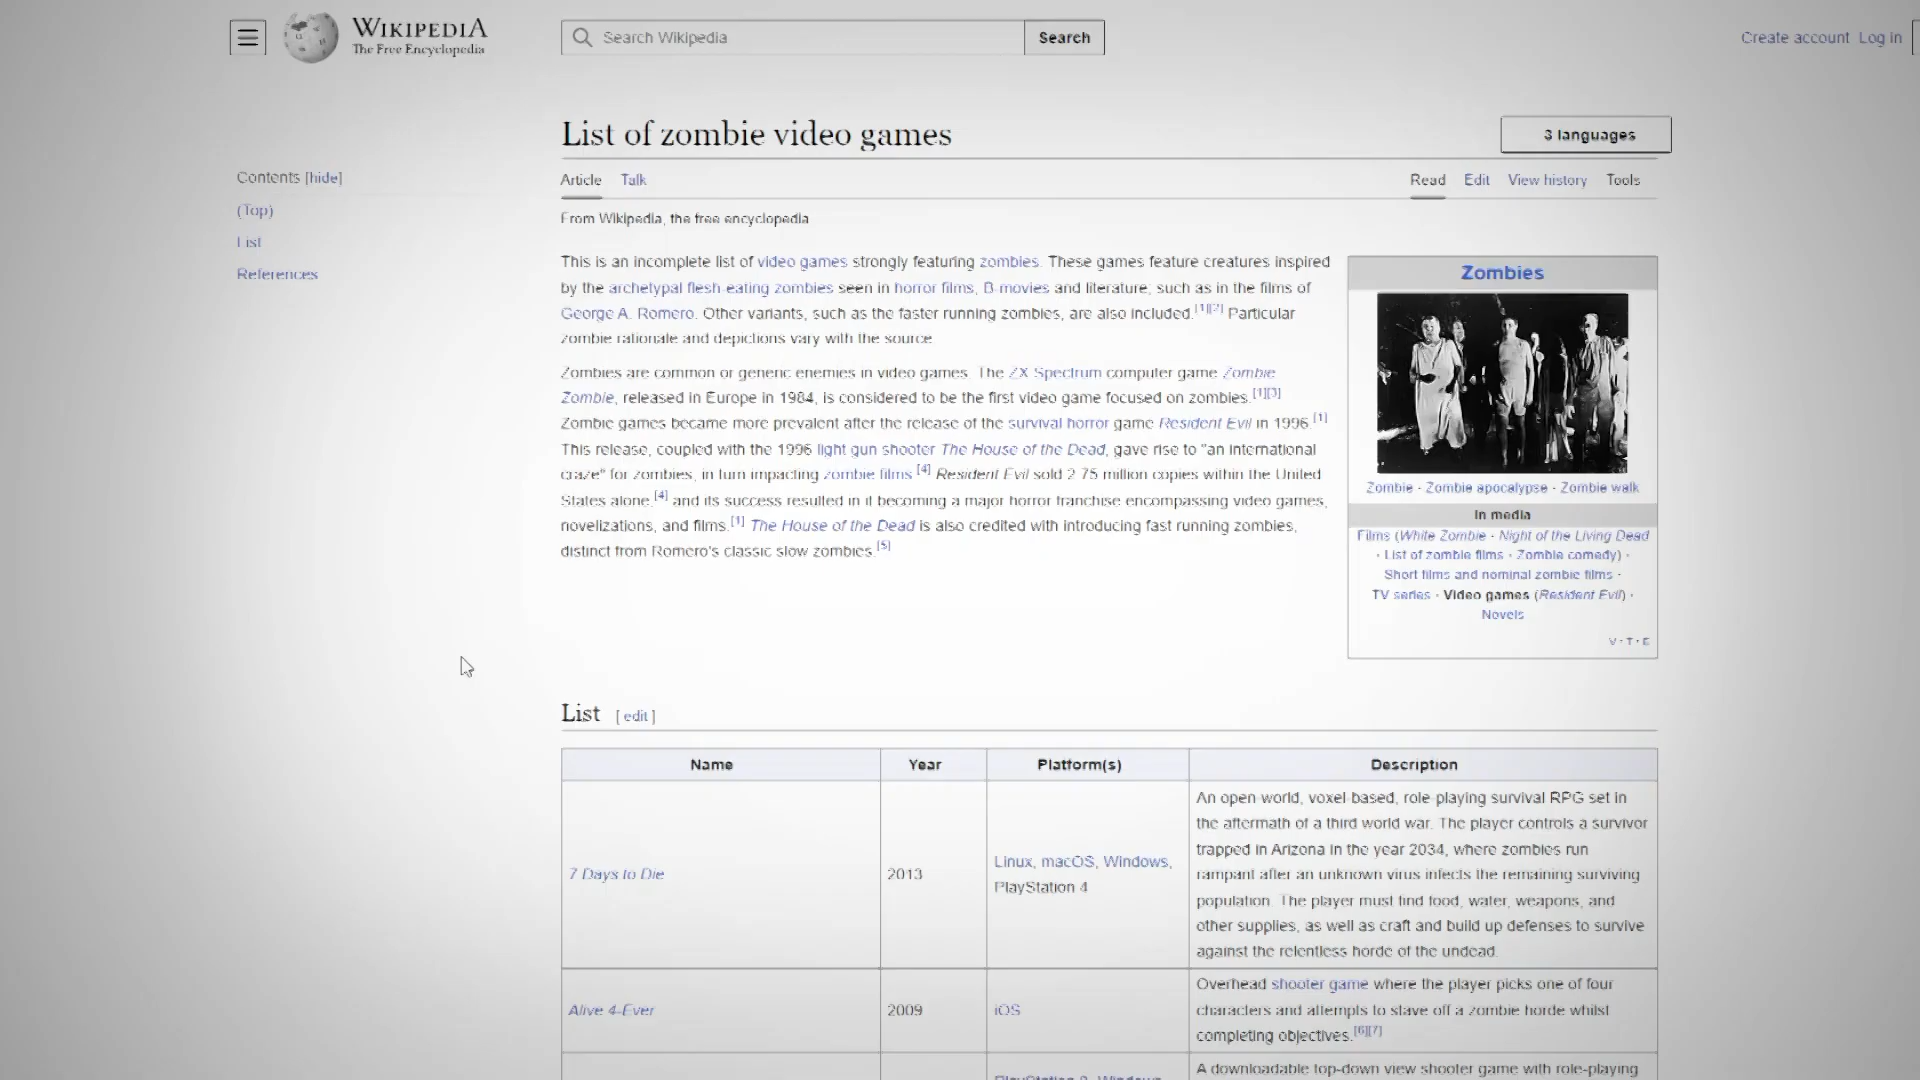 WIKIPEDIA
The Free Encyclopedia
Search Wikipedia
Search
Create account Log in
List of zombie video games
3 languages
Contents [hide]
(Top)
List
References
Article Talk
Read Edit View history Tools
From Wikipedia, the free encyclopedia
This is an incomplete list of video games strongly featuring zombies. These games feature creatures inspired
by the archetypal flesh-eating zombies seen in horror films, B-movies and literature, such as in the films of
George A. Romero. Other variants, such as the faster running zombies, are also included.[1][2] Particular
zombie rationale and depictions vary with the source.
Zombies are common or generic enemies in video games. The ZX Spectrum computer game Zombie
Zombie, released in Europe in 1984, is considered to be the first video game focused on zombies.[1][3]
Zombie games became more prevalent after the release of the survival horror game Resident Evil in 1996.[1]
This release, coupled with the 1996 light gun shooter The House of the Dead, gave rise to "an international
craze" for zombies, in turn impacting zombie films.[4] Resident Evil sold 2.75 million copies within the United
States alone,[4] and its success resulted in it becoming a major horror franchise encompassing video games,
novelizations, and films.[1] The House of the Dead is also credited with introducing fast running zombies,
distinct from Romero's classic slow zombies.[5]
Zombies
Zombie · Zombie apocalypse · Zombie walk
In media
Films (White Zombie · Night of the Living Dead
· List of zombie films · Zombie comedy) ·
Short films and nominal zombie films ·
TV series · Video games (Resident Evil) ·
Novels
V · T · E
List [ edit ]
Name Year Platform(s) Description
7 Days to Die
2013
Linux, macOS, Windows,
PlayStation 4
An open-world, voxel-based, role-playing survival RPG set in
the aftermath of a third world war. The player controls a survivor
trapped in Arizona in the year 2034, where zombies run
rampant after an unknown virus infects the remaining surviving
population. The player must find food, water, weapons, and
other supplies, as well as craft and build up defenses to survive
against the relentless horde of the undead.
Alive 4-Ever
2009
iOS
Overhead shooter game where the player picks one of four
characters and attempts to stave off a zombie horde whilst
completing objectives.[6][7]
A downloadable top-down view shooter game with role-playing